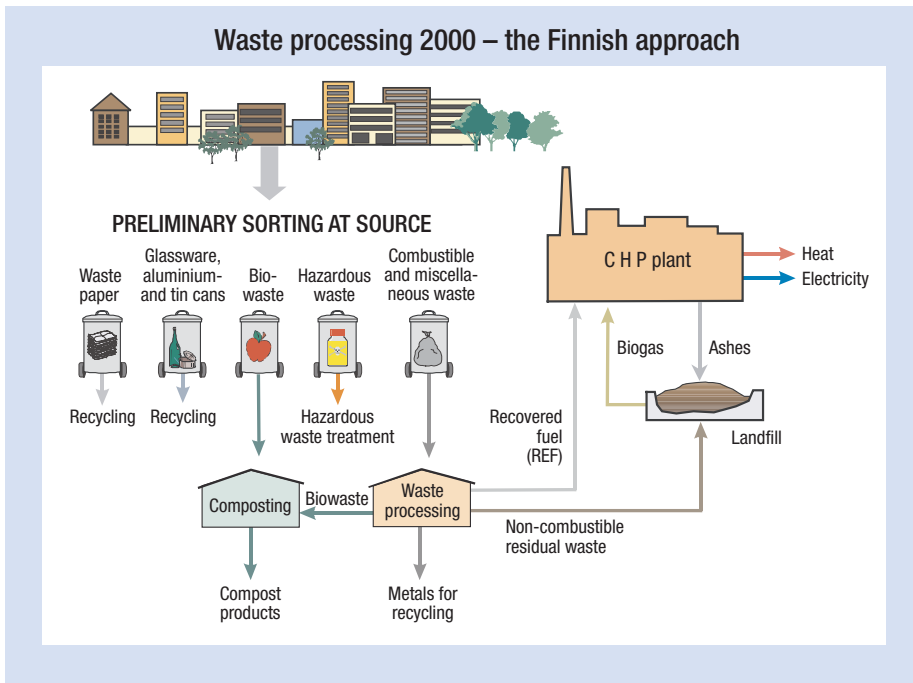 Waste processing 2000 – the Finnish approach
PRELIMINARY SORTING AT SOURCE
Waste
paper
Glassware,
aluminium-
and tin cans
Bio-
waste
Hazardous
waste
Combustible
and miscella-
neous waste
Recycling
Recycling
Hazardous
waste treatment
C H P plant
Heat
Electricity
Biogas
Ashes
Landfill
Recovered
fuel
(REF)
Composting
Biowaste
Waste
processing
Non-combustible
residual waste
Compost
products
Metals for
recycling